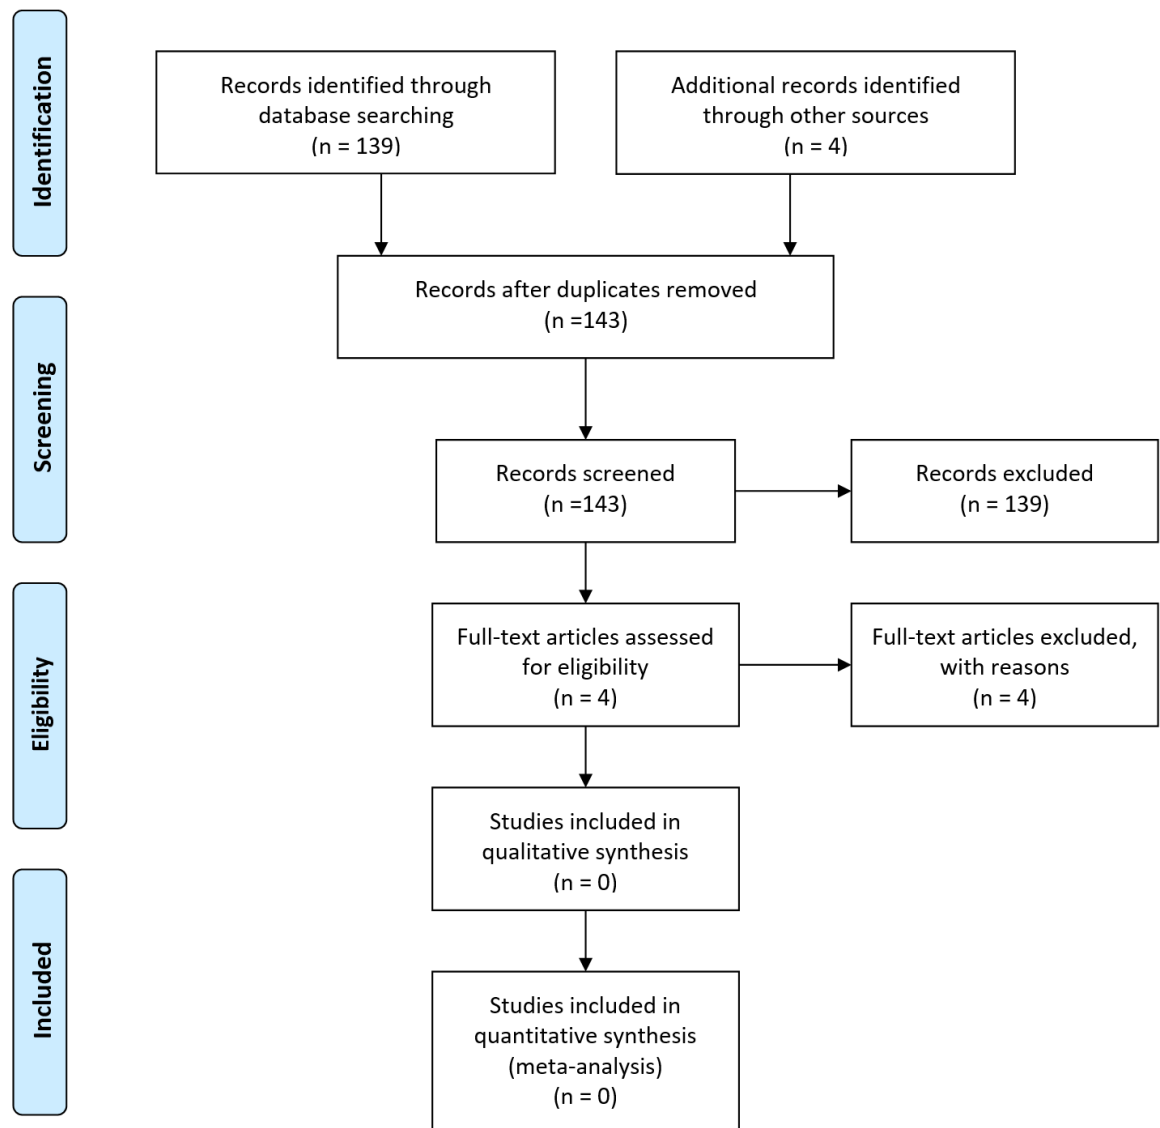 Identification
Records identified through
database searching
(n = 139)
Additional records identified
through other sources
(n = 4)
Records after duplicates removed
(n =143)
Screening
Records screened
(n =143)
Records excluded
(n = 139)
Eligibility
Full-text articles assessed
for eligibility
(n = 4)
Full-text articles excluded,
with reasons
(n = 4)
Studies included in
qualitative synthesis
(n = 0)
Included
Studies included in
quantitative synthesis
(meta-analysis)
(n = 0)